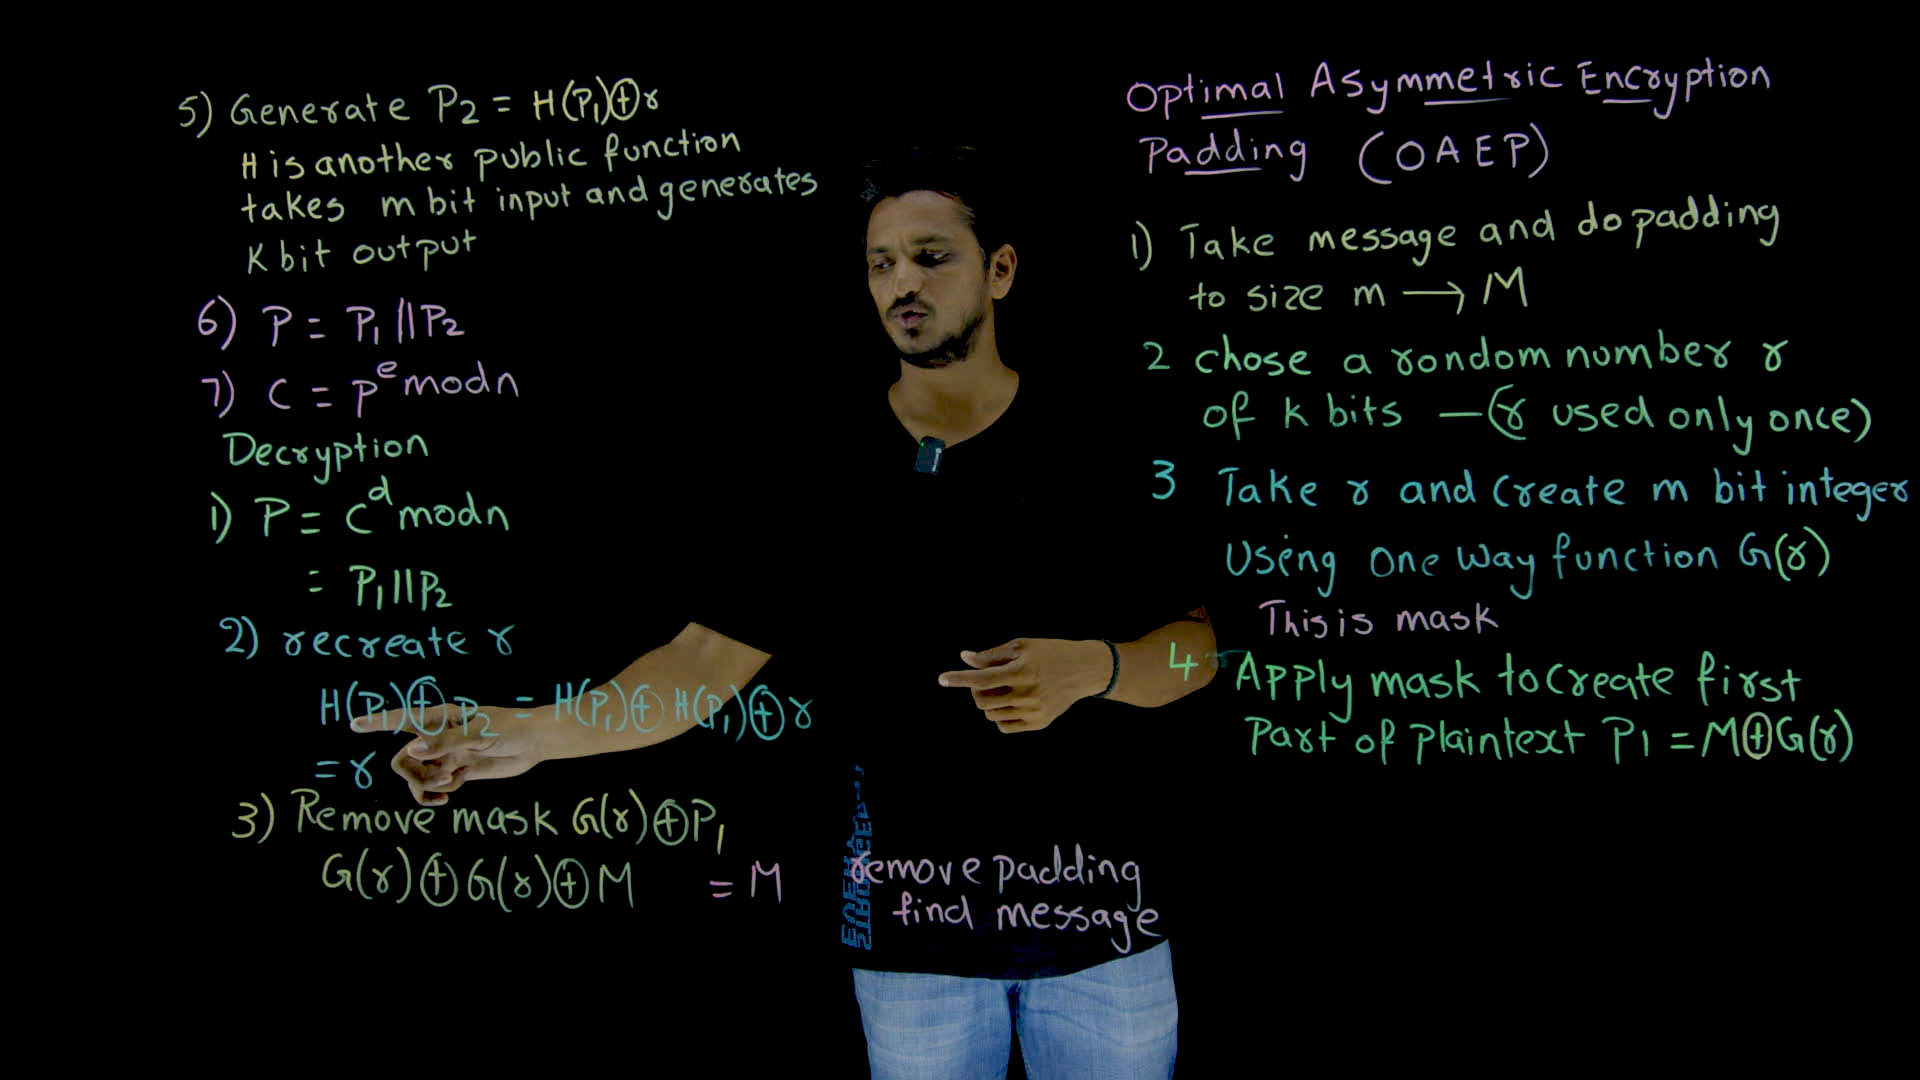 Optimal Asymmetric Encryption
Padding (OAEP)
1) Take message and do padding
to size m → M
2 chose a rondom number r
of k bits — (r used only once)
3 Take r and create m bit integer
Using one way function G(r)
This is mask
4 Apply mask to create first
Part of plaintext P1 = M⊕G(r)
5) Generate P2 = H(P1)⊕r
H is another public function
takes m bit input and generates
K bit output
6) P = P1 || P2
7) C = P^e mod n
Decryption
1) P = C^d mod n
= P1 || P2
2) recreate r
H(P1)⊕P2 = H(P1)⊕H(P1)⊕r
= r
3) Remove mask G(r)⊕P1
G(r)⊕G(r)⊕M = M
remove padding
find message